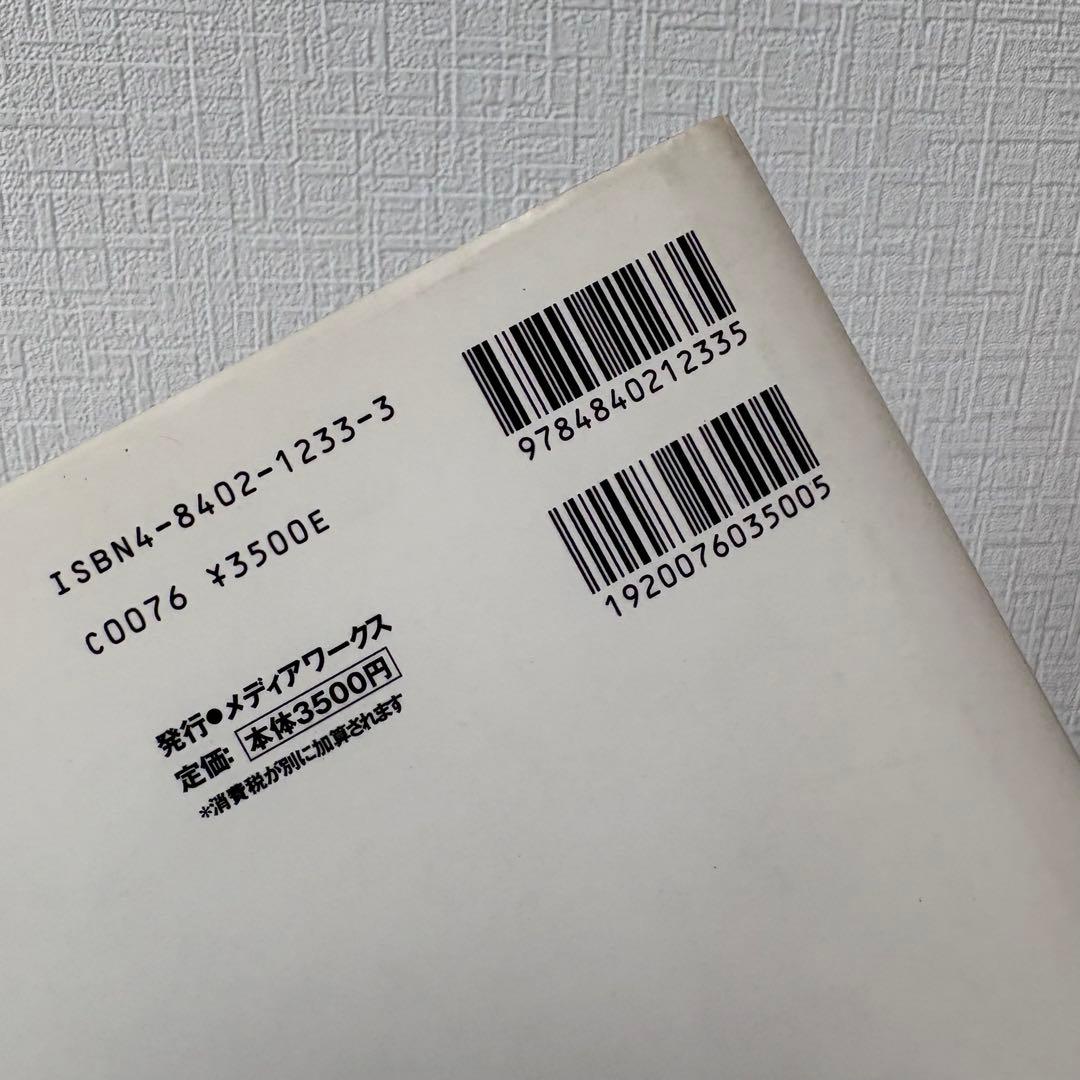 9784840212335
1920076035005
ISBN4-8402-1233-3
C0076 ¥3500E
発行●メディアワークス
定価: 本体3500円
*消費税が別に加算されます